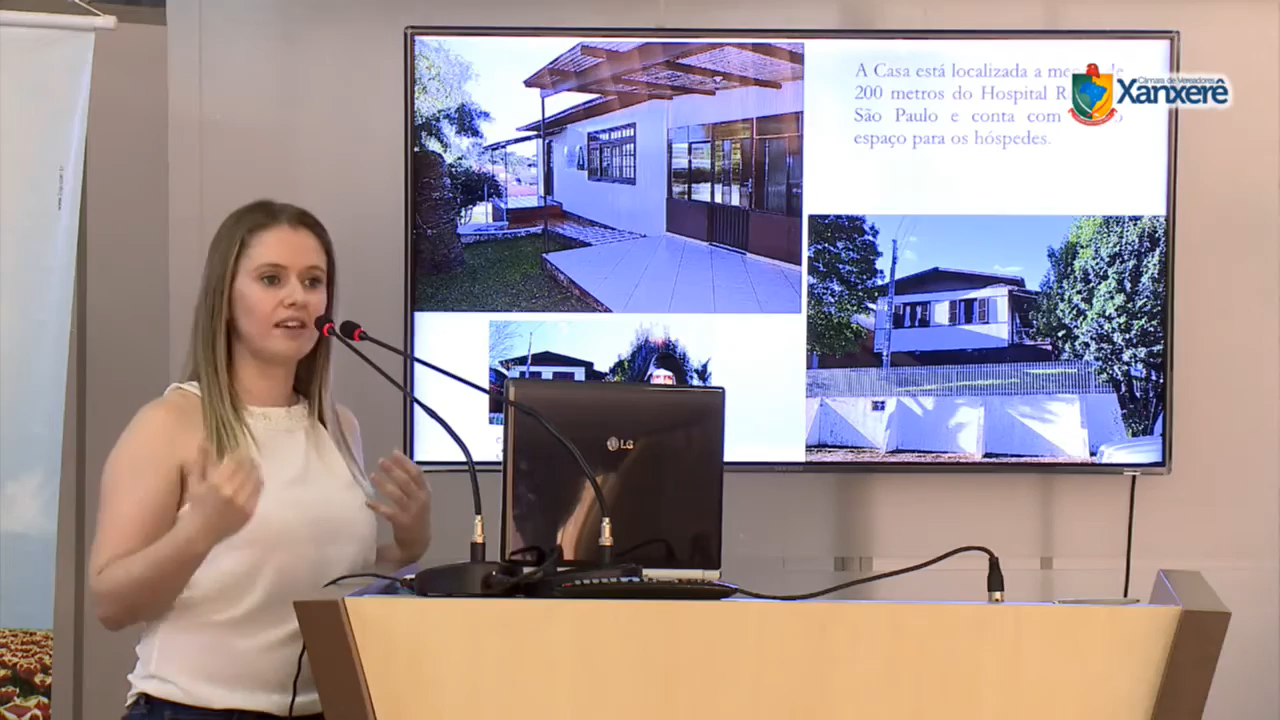 A Casa está localizada a
200 metros do Hospital
São Paulo e conta com
espaço para os hóspedes.
Câmara de Vereadores
Xanxerê
LG